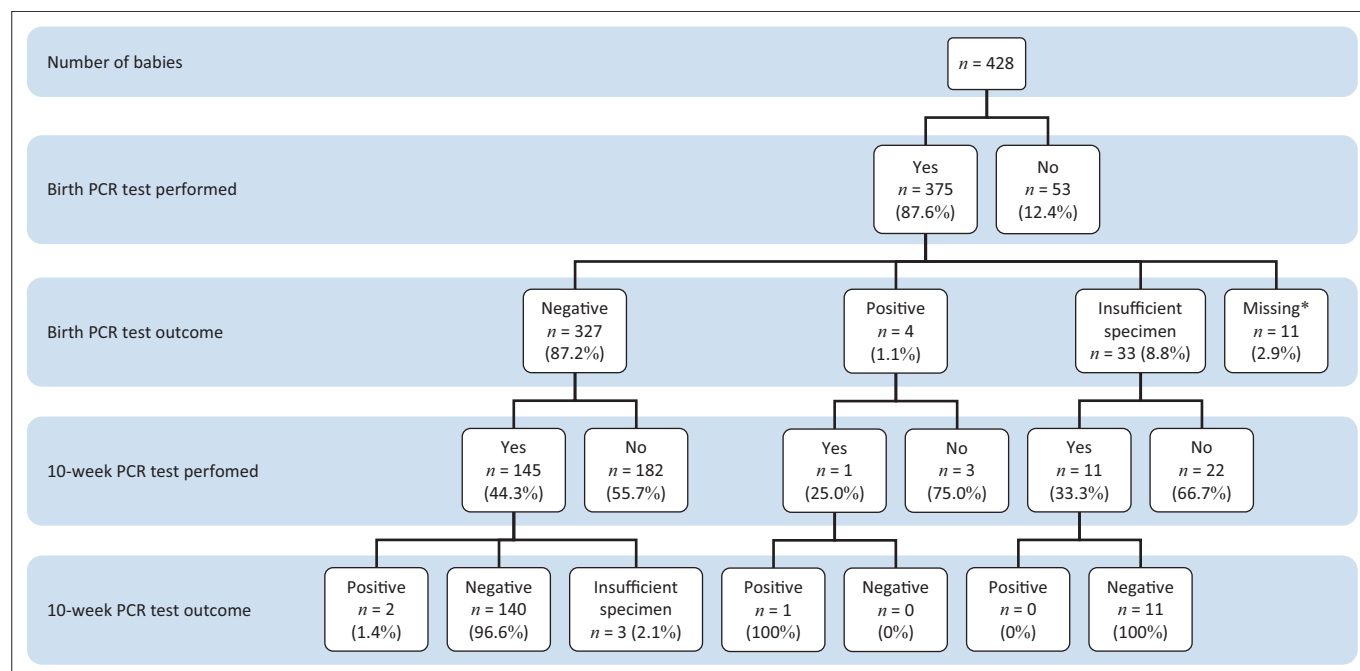 Number of babies
n = 428
Birth PCR test performed
Yes
n = 375
(87.6%)
No
n = 53
(12.4%)
Birth PCR test outcome
Negative
n = 327
(87.2%)
Positive
n = 4
(1.1%)
Insufficient
specimen
n = 33 (8.8%)
Missing*
n = 11
(2.9%)
10-week PCR test perfomed
Yes
n = 145
(44.3%)
No
n = 182
(55.7%)
Yes
n = 1
(25.0%)
No
n = 3
(75.0%)
Yes
n = 11
(33.3%)
No
n = 22
(66.7%)
10-week PCR test outcome
Positive
n = 2
(1.4%)
Negative
n = 140
(96.6%)
Insufficient
specimen
n = 3 (2.1%)
Positive
n = 1
(100%)
Negative
n = 0
(0%)
Positive
n = 0
(0%)
Negative
n = 11
(100%)